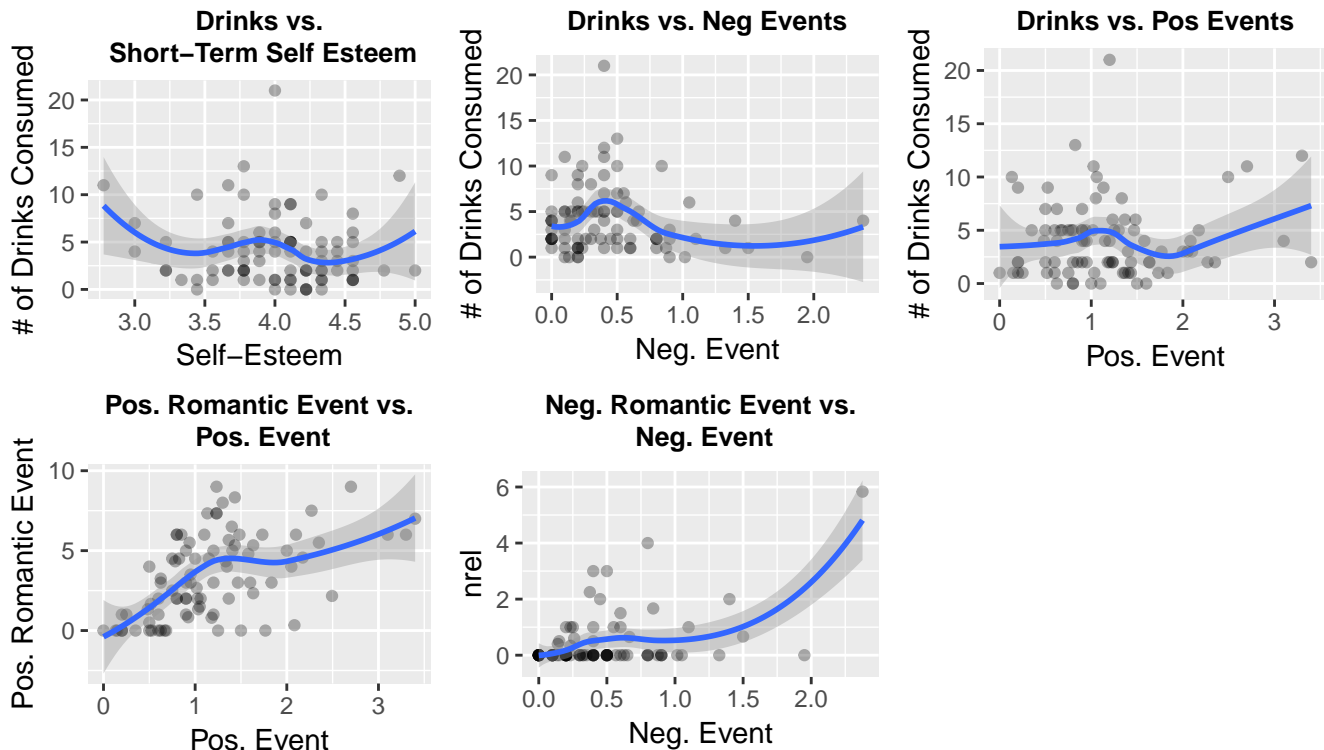 Drinks vs.
Short−Term Self Esteem
# of Drinks Consumed
20
15
10
5
0
3.0 3.5 4.0 4.5 5.0
Self−Esteem
Drinks vs. Neg Events
# of Drinks Consumed
20
15
10
5
0
0.0 0.5 1.0 1.5 2.0
Neg. Event
Drinks vs. Pos Events
# of Drinks Consumed
20
15
10
5
0
0 1 2 3
Pos. Event
Pos. Romantic Event vs.
Pos. Event
Pos. Romantic Event
10
5
0
0 1 2 3
Pos. Event
Neg. Romantic Event vs.
Neg. Event
nrel
6
4
2
0
0.0 0.5 1.0 1.5 2.0
Neg. Event